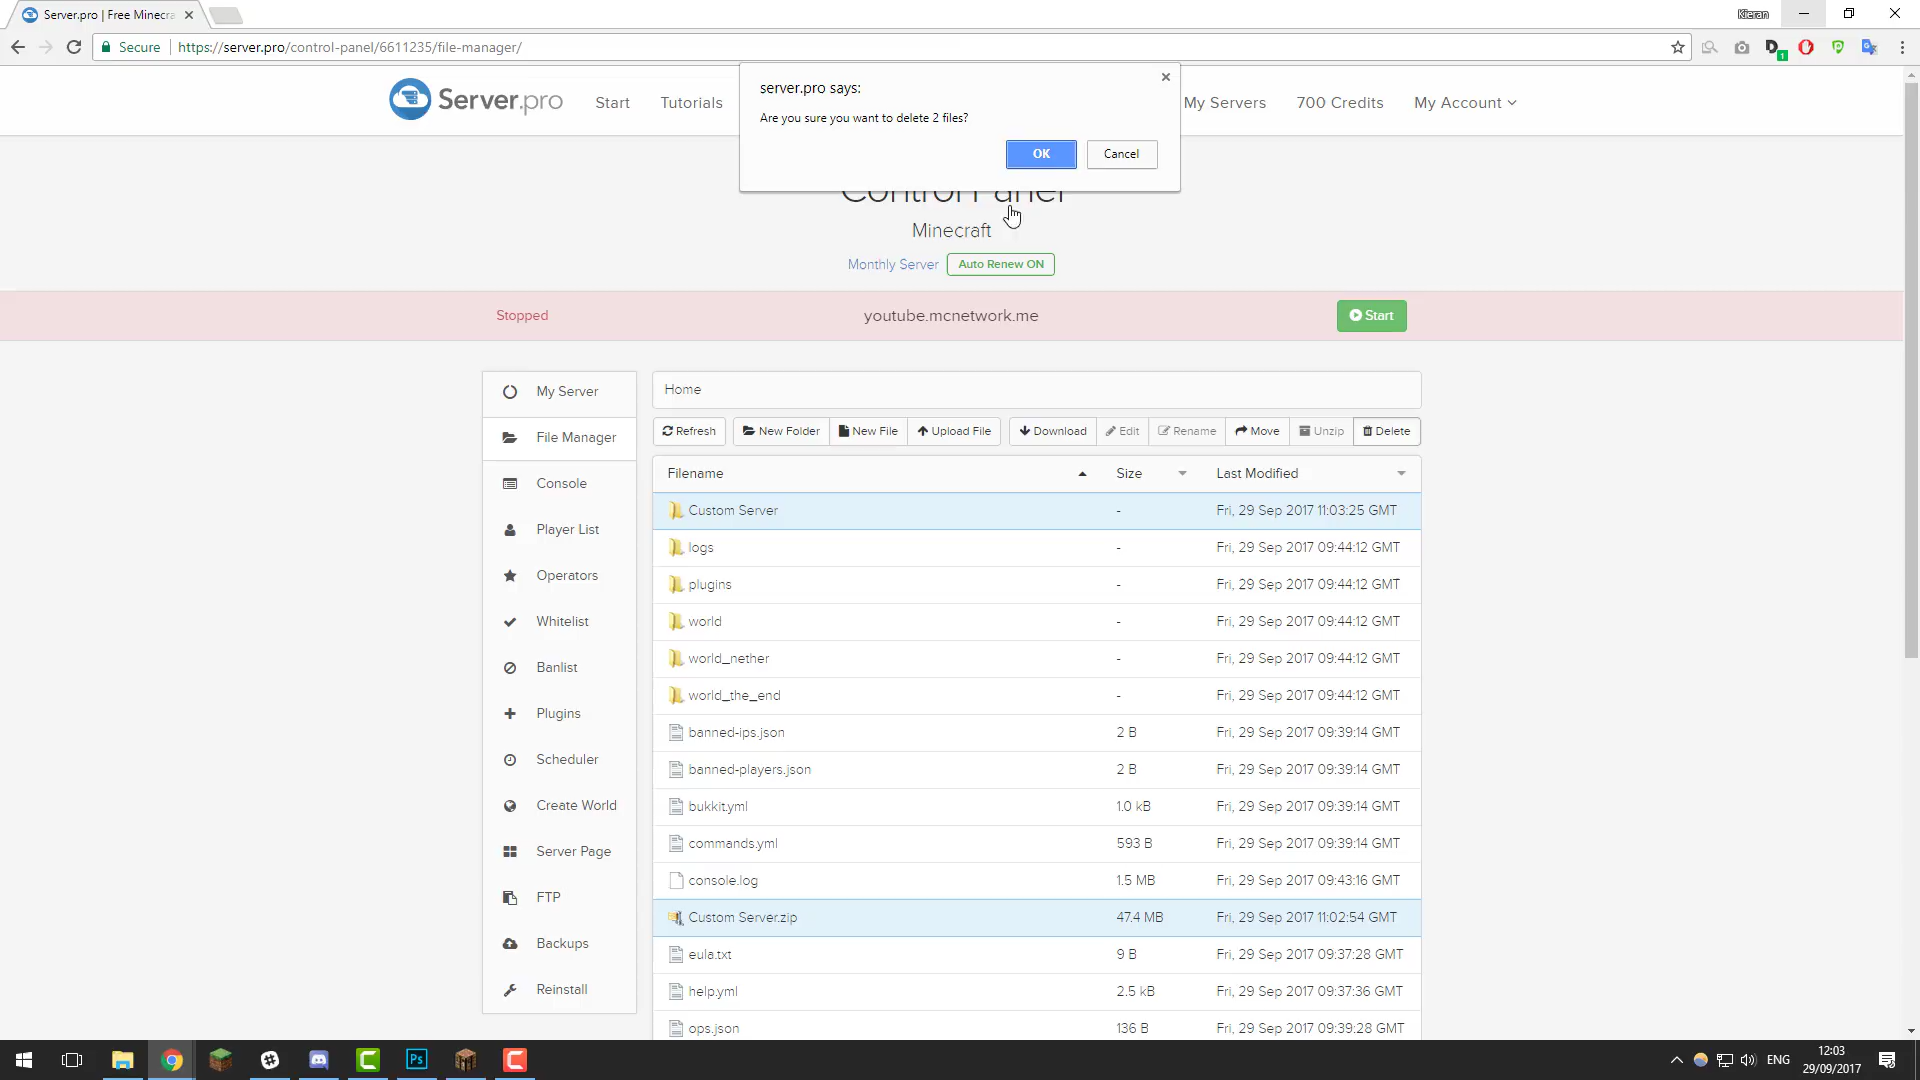 Server.pro | Free Minecra
Kieran
Secure
https://server.pro/control-panel/6611235/file-manager/
1
Server.pro
Start
Tutorials
My Servers
700 Credits
My Account
server.pro says:
Are you sure you want to delete 2 files?
OK
Cancel
Control Panel
Minecraft
Monthly Server
Auto Renew ON
Stopped
youtube.mcnetwork.me
Start
My Server
File Manager
Console
Player List
Operators
Whitelist
Banlist
Plugins
Scheduler
Create World
Server Page
FTP
Backups
Reinstall
Home
Refresh
New Folder
New File
Upload File
Download
Edit
Rename
Move
Unzip
Delete
Filename Size Last Modified
Custom Server - Fri, 29 Sep 2017 11:03:25 GMT
logs - Fri, 29 Sep 2017 09:44:12 GMT
plugins - Fri, 29 Sep 2017 09:44:12 GMT
world - Fri, 29 Sep 2017 09:44:12 GMT
world_nether - Fri, 29 Sep 2017 09:44:12 GMT
world_the_end - Fri, 29 Sep 2017 09:44:12 GMT
banned-ips.json 2 B Fri, 29 Sep 2017 09:39:14 GMT
banned-players.json 2 B Fri, 29 Sep 2017 09:39:14 GMT
bukkit.yml 1.0 kB Fri, 29 Sep 2017 09:39:14 GMT
commands.yml 593 B Fri, 29 Sep 2017 09:39:14 GMT
console.log 1.5 MB Fri, 29 Sep 2017 09:43:16 GMT
Custom Server.zip 47.4 MB Fri, 29 Sep 2017 11:02:54 GMT
eula.txt 9 B Fri, 29 Sep 2017 09:37:28 GMT
help.yml 2.5 kB Fri, 29 Sep 2017 09:37:36 GMT
ops.json 136 B Fri, 29 Sep 2017 09:39:28 GMT
Ps
ENG
12:03
29/09/2017